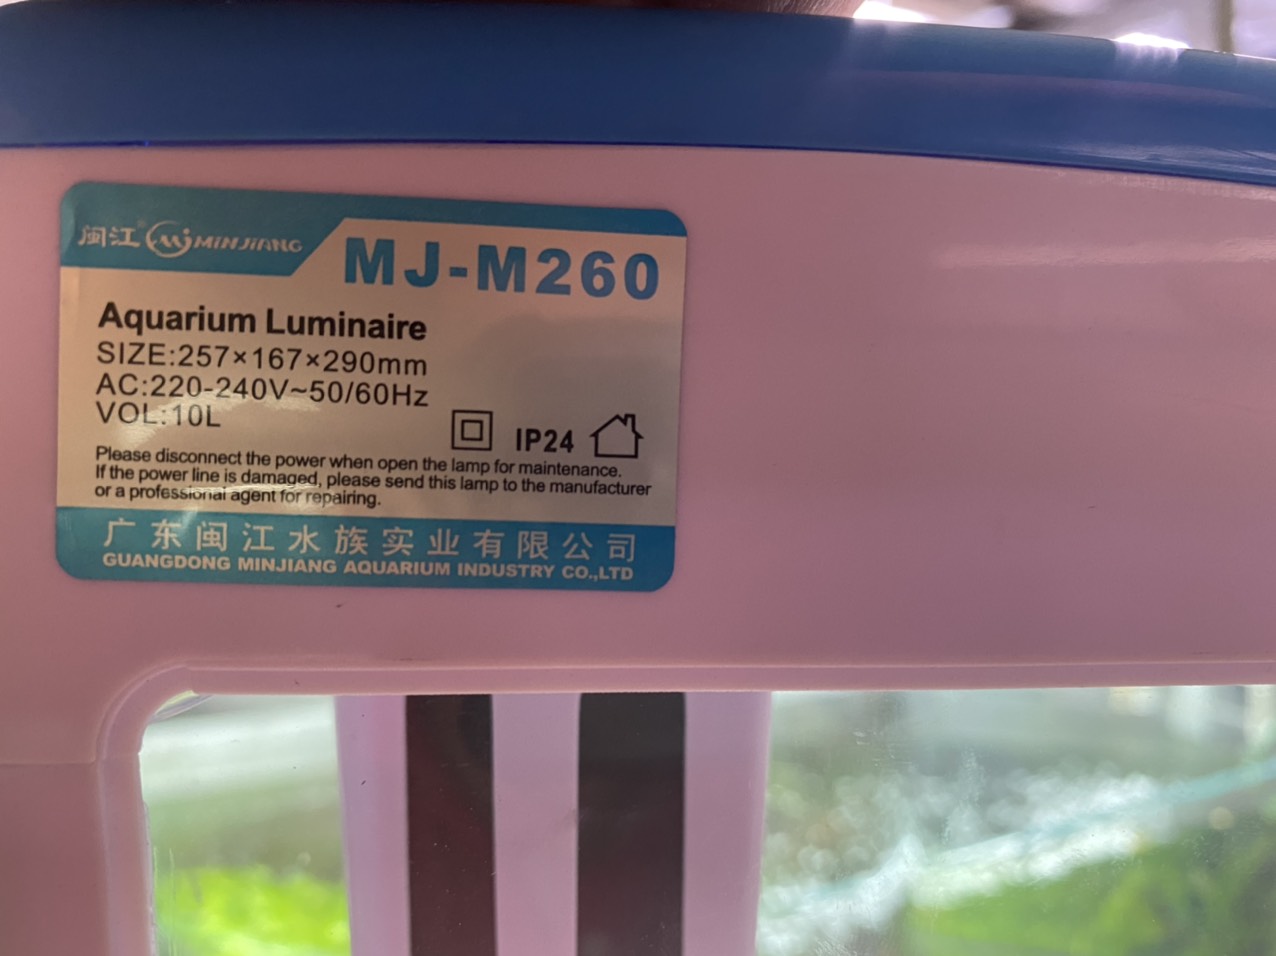 闽江® MJ MINJIANG
MJ-M260
Aquarium Luminaire
SIZE:257×167×290mm
AC:220-240V~50/60Hz
VOL:10L
IP24
Please disconnect the power when open the lamp for maintenance.
If the power line is damaged, please send this lamp to the manufacturer
or a professional agent for repairing.
广东闽江水族实业有限公司
GUANGDONG MINJIANG AQUARIUM INDUSTRY CO.,LTD